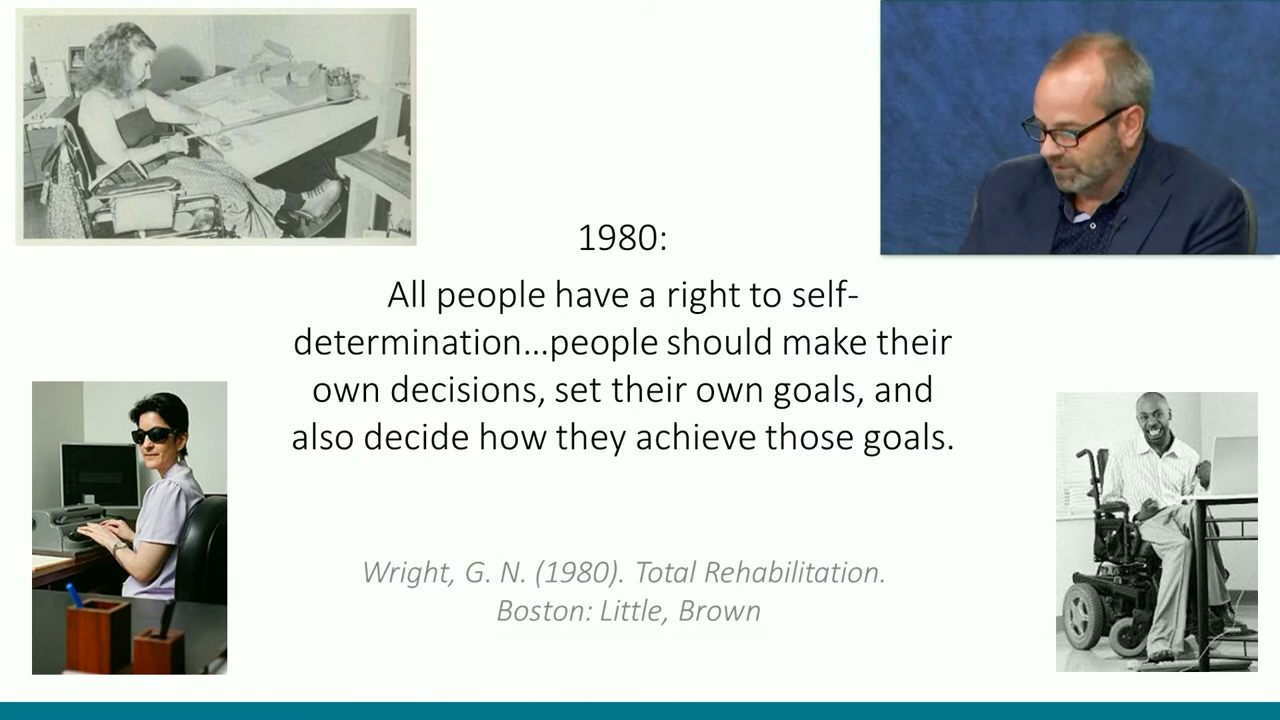 1980:
All people have a right to self-
determination...people should make their
own decisions, set their own goals, and
also decide how they achieve those goals.
Wright, G. N. (1980). Total Rehabilitation.
Boston: Little, Brown